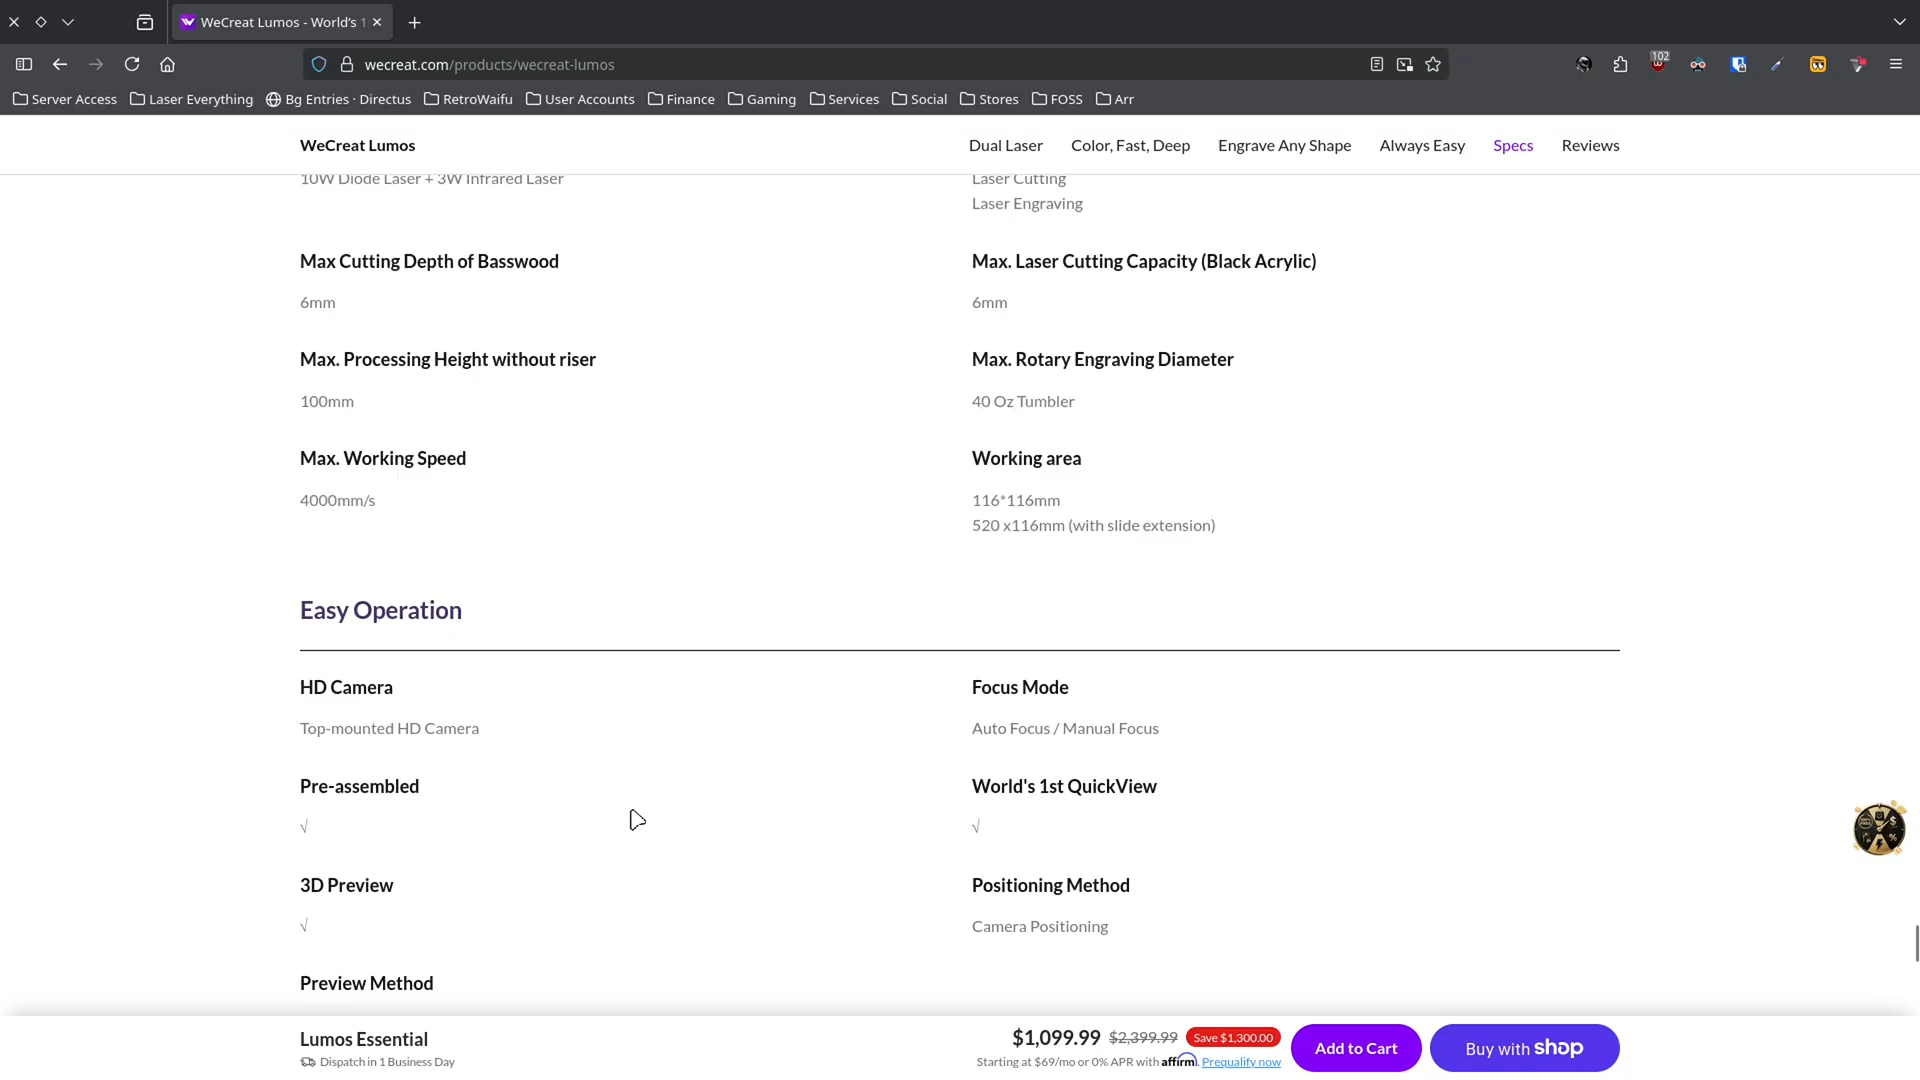 WeCreat Lumos - World's 1
wecreat.com/products/wecreat-lumos
102
Server Access
Laser Everything
Bg Entries · Directus
RetroWaifu
User Accounts
Finance
Gaming
Services
Social
Stores
FOSS
Arr
WeCreat Lumos
Dual Laser
Color, Fast, Deep
Engrave Any Shape
Always Easy
Specs
Reviews
10W Diode Laser + 3W Infrared Laser
Laser Cutting
Laser Engraving
Max Cutting Depth of Basswood
6mm
Max. Laser Cutting Capacity (Black Acrylic)
6mm
Max. Processing Height without riser
100mm
Max. Rotary Engraving Diameter
40 Oz Tumbler
Max. Working Speed
4000mm/s
Working area
116*116mm
520 x116mm (with slide extension)
Easy Operation
HD Camera
Top-mounted HD Camera
Focus Mode
Auto Focus / Manual Focus
Pre-assembled
√
World's 1st QuickView
√
3D Preview
√
Positioning Method
Camera Positioning
Preview Method
Lumos Essential
Dispatch in 1 Business Day
$1,099.99 $2,399.99 Save $1,300.00
Starting at $69/mo or 0% APR with affirm. Prequalify now
Add to Cart
Buy with shop